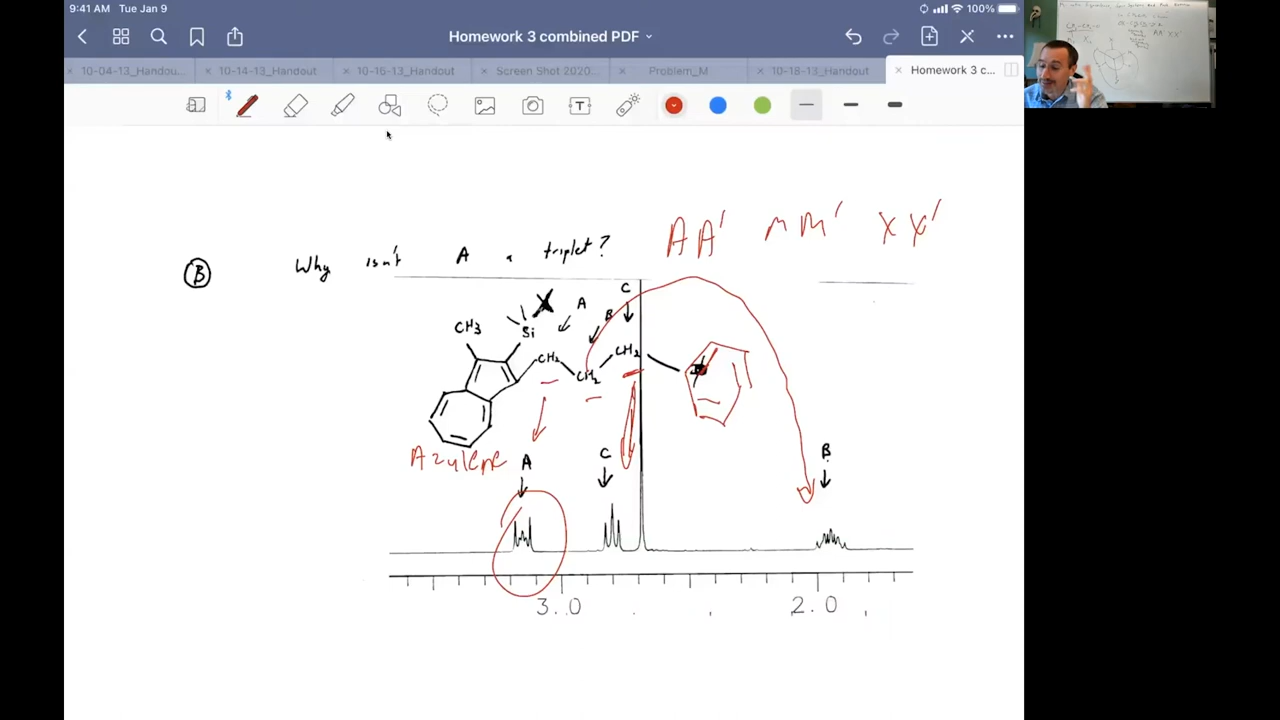 9:41 AM Tue Jan 9
100%
Homework 3 combined PDF
10-04-13_Handou...
10-14-13_Handout
10-16-13_Handout
Screen Shot 2020...
Problem_M
10-18-13_Handout
Homework 3 c...
T
B Why isn't A a triplet?
AA' MM' XX'
C
A
B
CH3
Si
CH2
CH2
CH2
Azulene
A
C
B
3.0
2.0